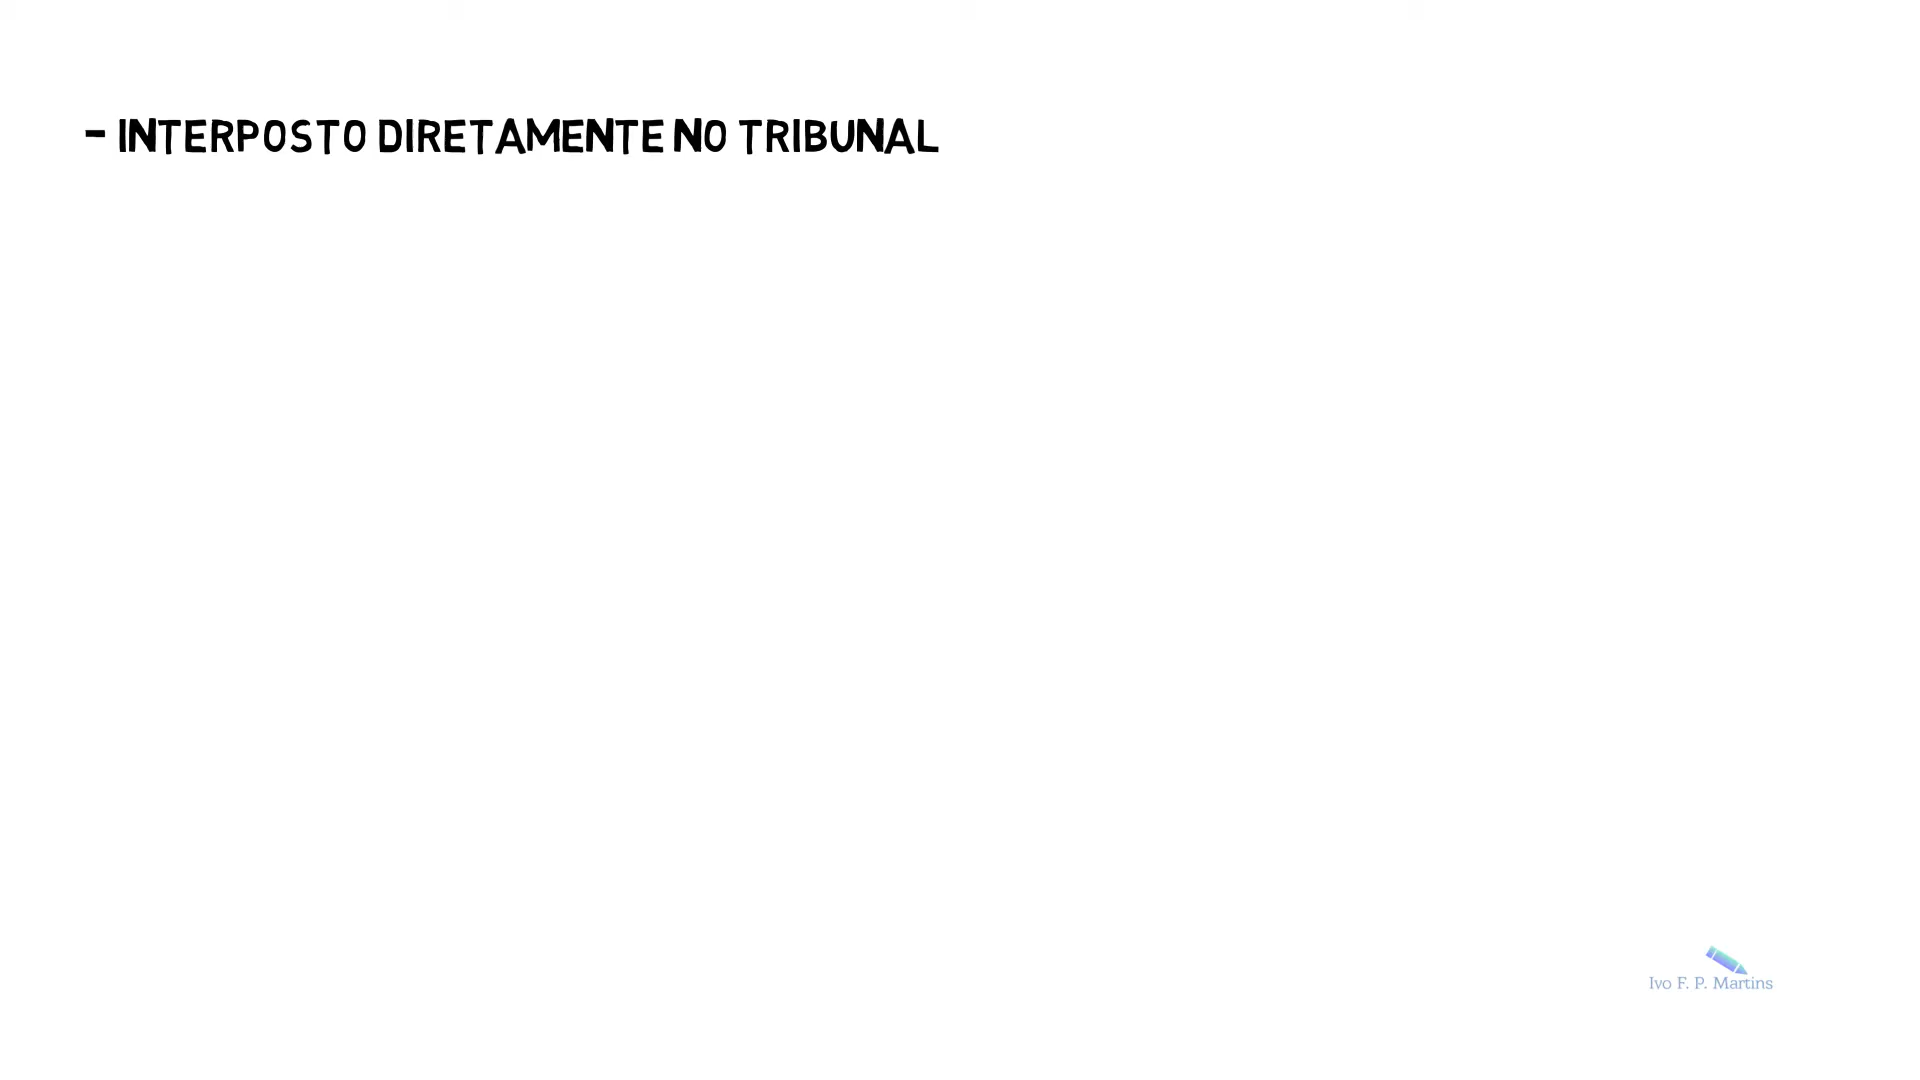 - INTERPOSTO DIRETAMENTE NO TRIBUNAL
Ivo F. P. Martins